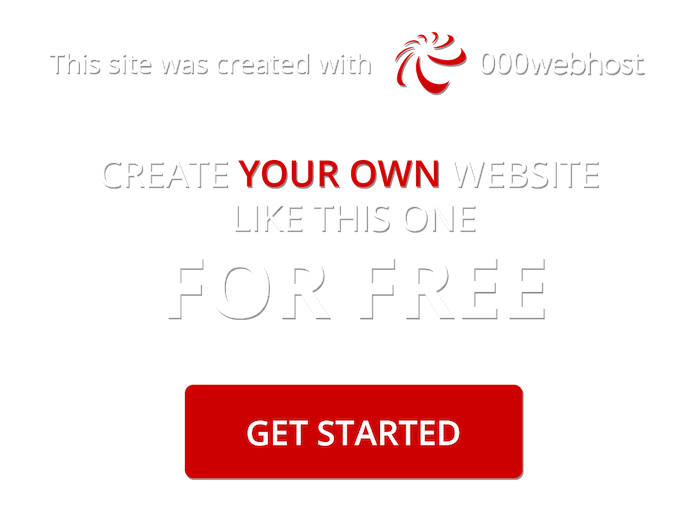 This site was created with 000webhost
CREATE YOUR OWN WEBSITE
LIKE THIS ONE
FOR FREE
GET STARTED